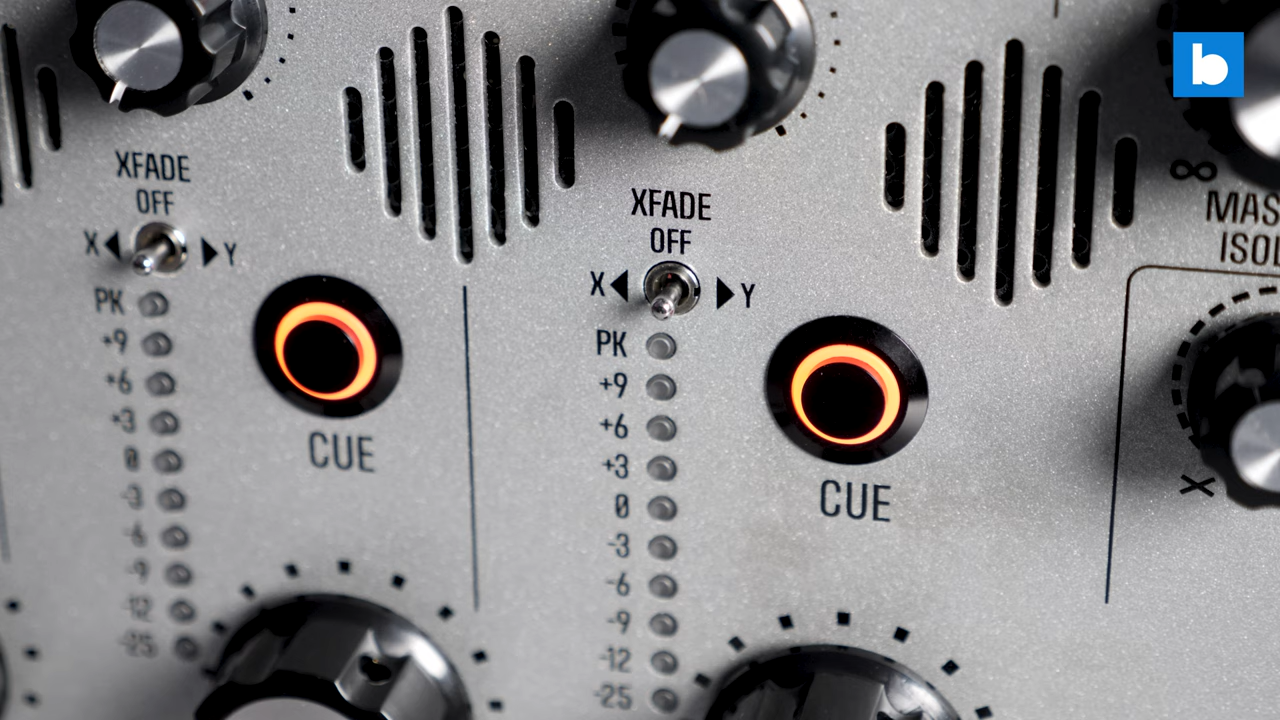 XFADE
OFF
X Y
PK
+9
+6
+3
0
-3
-6
-9
-12
-25
CUE
XFADE
OFF
X Y
PK
+9
+6
+3
0
-3
-6
-9
-12
-25
CUE
∞
X
b